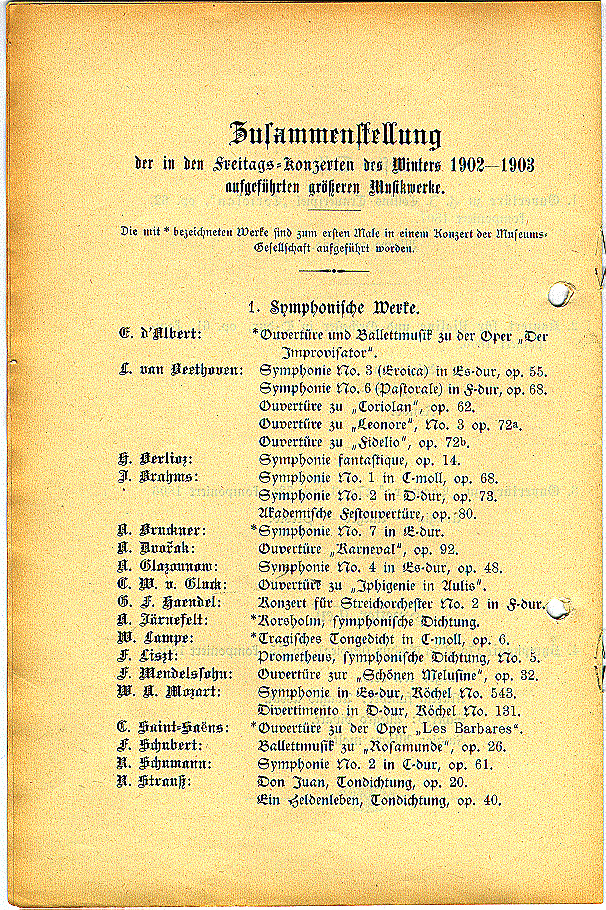 Zusammenstellung
der in den Freitags-Konzerten des Winters 1902—1903
aufgeführten größeren Musikwerke.
Die mit * bezeichneten Werke sind zum ersten Male in einem Konzert der Museums-
Gesellschaft aufgeführt worden.
1. Symphonische Werke.
E. d'Albert: *Ouvertüre und Ballettmusik zu der Oper „Der
Improvisator".
L. van Beethoven: Symphonie No. 3 (Eroica) in Es-dur, op. 55.
Symphonie No. 6 (Pastorale) in F-dur, op. 68.
Ouvertüre zu „Coriolan", op. 62.
Ouvertüre zu „Leonore", No. 3 op. 72a.
Ouvertüre zu „Fidelio", op. 72b.
H. Berlioz: Symphonie fantastique, op. 14.
J. Brahms: Symphonie No. 1 in C-moll, op. 68.
Symphonie No. 2 in D-dur, op. 73.
Akademische Festouvertüre, op. 80.
A. Bruckner: *Symphonie No. 7 in E-dur.
A. Dvořak: Ouvertüre „Karneval", op. 92.
A. Glazounow: Symphonie No. 4 in Es-dur, op. 48.
C. W. v. Gluck: Ouvertüre zu „Iphigenie in Aulis".
G. F. Haendel: Konzert für Streichorchester No. 2 in F-dur.
A. Järnefelt: *Korsholm, symphonische Dichtung.
W. Lampe: *Tragisches Tongedicht in C-moll, op. 6.
F. Liszt: Prometheus, symphonische Dichtung, No. 5.
F. Mendelssohn: Ouvertüre zur „Schönen Melusine", op. 32.
W. A. Mozart: Symphonie in Es-dur, Köchel No. 543.
Divertimento in D-dur, Köchel No. 131.
C. Saint-Saëns: *Ouvertüre zu der Oper „Les Barbares".
F. Schubert: Ballettmusik zu „Rosamunde", op. 26.
R. Schumann: Symphonie No. 2 in C-dur, op. 61.
R. Strauß: Don Juan, Tondichtung, op. 20.
Ein Heldenleben, Tondichtung, op. 40.